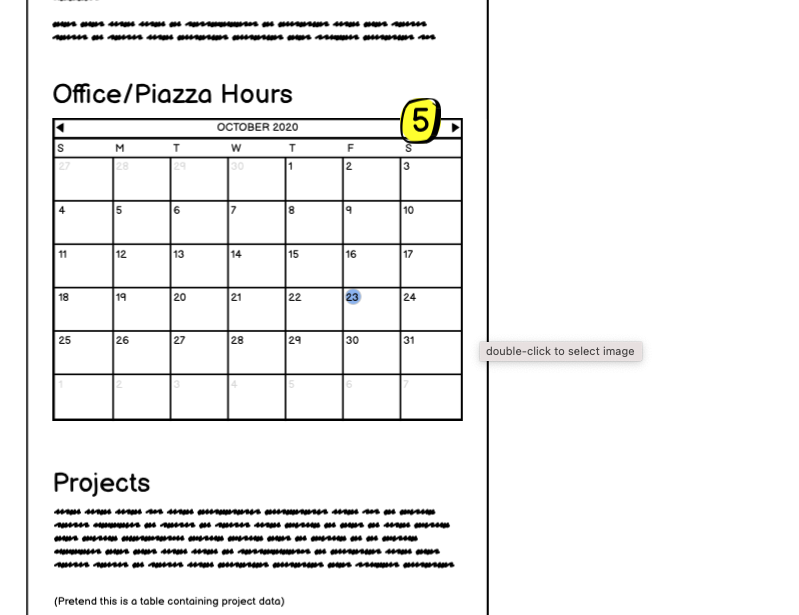 Office/Piazza Hours
5
OCTOBER 2020
S M T W T F S
27 28 29 30 1 2 3
4 5 6 7 8 9 10
11 12 13 14 15 16 17
18 19 20 21 22 23 24
25 26 27 28 29 30 31
1 2 3 4 5 6 7
double-click to select image
Projects
(Pretend this is a table containing project data)